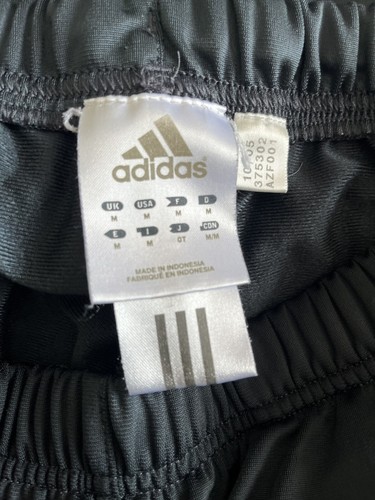 adidas
UK USA F D
M M M M
E I J CDN
M M OT M/M
MADE IN INDONESIA
FABRIQUÉ EN INDONESIA
10/05
375302
AZF001